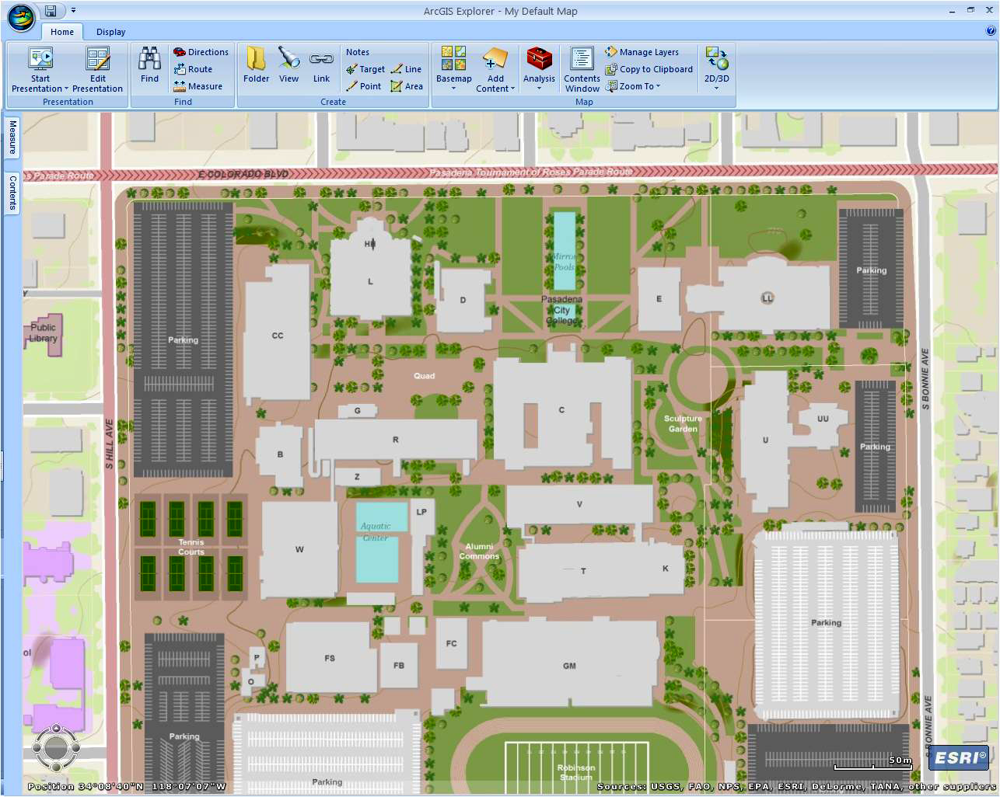 ArcGIS Explorer - My Default Map
Home Display
Start Presentation
Edit Presentation
Presentation
Find
Directions
Route
Measure
Find
Folder
View
Link
Notes
Target Line
Point Area
Create
Basemap
Add Content
Analysis
Contents Window
Manage Layers
Copy to Clipboard
Zoom To
Map
2D/3D
Measure
Contents
es Parade Route
E COLORADO BLVD
Pasadena Tournament of Roses Parade Route
L
D
Mirror
Pools
E
LL
Parking
Public
Library
Parking
CC
Pasadena
City
College
Quad
G
R
B
Z
C
Sculpture
Garden
U
UU
Parking
S HILL AVE
S BONNIE AVE
Tennis
Courts
W
Aquatic
Center
LP
Alumni
Commons
V
T
K
Parking
ol
P
O
FS
FB
FC
GM
Parking
Parking
Robinson
Stadium
S BONNIE AVE
50m
ESRI®
Position 34°08'40"N 118°07'07"W
Sources: USGS, FAO, NPS, EPA, ESRI, DeLorme, TANA, other suppliers